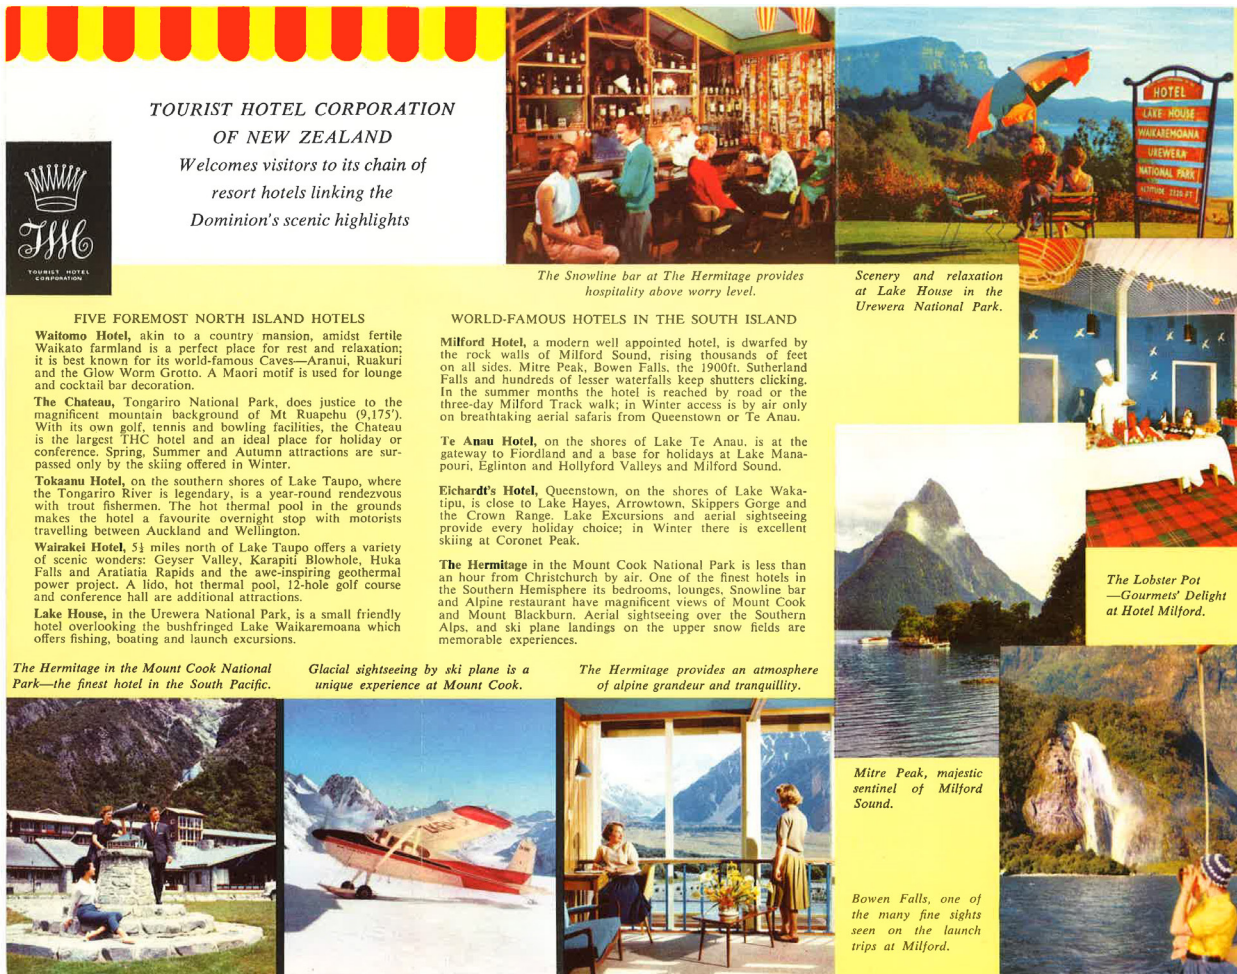 TOURIST HOTEL CORPORATION
OF NEW ZEALAND
Welcomes visitors to its chain of
resort hotels linking the
Dominion's scenic highlights
THC
TOURIST HOTEL
CORPORATION
HOTEL
LAKE HOUSE
WAIKAREMOANA
UREWERA
NATIONAL PARK
ALTITUDE FT
The Snowline bar at The Hermitage provides
hospitality above worry level.
Scenery and relaxation
at Lake House in the
Urewera National Park.
FIVE FOREMOST NORTH ISLAND HOTELS
Waitomo Hotel, akin to a country mansion, amidst fertile
Waikato farmland is a perfect place for rest and relaxation;
it is best known for its world-famous Caves—Aranui, Ruakuri
and the Glow Worm Grotto. A Maori motif is used for lounge
and cocktail bar decoration.
The Chateau, Tongariro National Park, does justice to the
magnificent mountain background of Mt Ruapehu (9,175').
With its own golf, tennis and bowling facilities, the Chateau
is the largest THC hotel and an ideal place for holiday or
conference. Spring, Summer and Autumn attractions are sur-
passed only by the skiing offered in Winter.
Tokaanu Hotel, on the southern shores of Lake Taupo, where
the Tongariro River is legendary, is a year-round rendezvous
with trout fishermen. The hot thermal pool in the grounds
makes the hotel a favourite overnight stop with motorists
travelling between Auckland and Wellington.
Wairakei Hotel, 5½ miles north of Lake Taupo offers a variety
of scenic wonders: Geyser Valley, Karapiti Blowhole, Huka
Falls and Aratiatia Rapids and the awe-inspiring geothermal
power project. A lido, hot thermal pool, 12-hole golf course
and conference hall are additional attractions.
Lake House, in the Urewera National Park, is a small friendly
hotel overlooking the bushfringed Lake Waikaremoana which
offers fishing, boating and launch excursions.
WORLD-FAMOUS HOTELS IN THE SOUTH ISLAND
Milford Hotel, a modern well appointed hotel, is dwarfed by
the rock walls of Milford Sound, rising thousands of feet
on all sides. Mitre Peak, Bowen Falls, the 1900ft. Sutherland
Falls and hundreds of lesser waterfalls keep shutters clicking.
In the summer months the hotel is reached by road or the
three-day Milford Track walk; in Winter access is by air only
on breathtaking aerial safaris from Queenstown or Te Anau.
Te Anau Hotel, on the shores of Lake Te Anau. is at the
gateway to Fiordland and a base for holidays at Lake Mana-
pouri, Eglinton and Hollyford Valleys and Milford Sound.
Eichardt's Hotel, Queenstown, on the shores of Lake Waka-
tipu, is close to Lake Hayes, Arrowtown, Skippers Gorge and
the Crown Range. Lake Excursions and aerial sightseeing
provide every holiday choice; in Winter there is excellent
skiing at Coronet Peak.
The Hermitage in the Mount Cook National Park is less than
an hour from Christchurch by air. One of the finest hotels in
the Southern Hemisphere its bedrooms, lounges, Snowline bar
and Alpine restaurant have magnificent views of Mount Cook
and Mount Blackburn. Aerial sightseeing over the Southern
Alps, and ski plane landings on the upper snow fields are
memorable experiences.
The Lobster Pot
—Gourmets' Delight
at Hotel Milford.
The Hermitage in the Mount Cook National
Park—the finest hotel in the South Pacific.
Glacial sightseeing by ski plane is a
unique experience at Mount Cook.
The Hermitage provides an atmosphere
of alpine grandeur and tranquillity.
Mitre Peak, majestic
sentinel of Milford
Sound.
Bowen Falls, one of
the many fine sights
seen on the launch
trips at Milford.